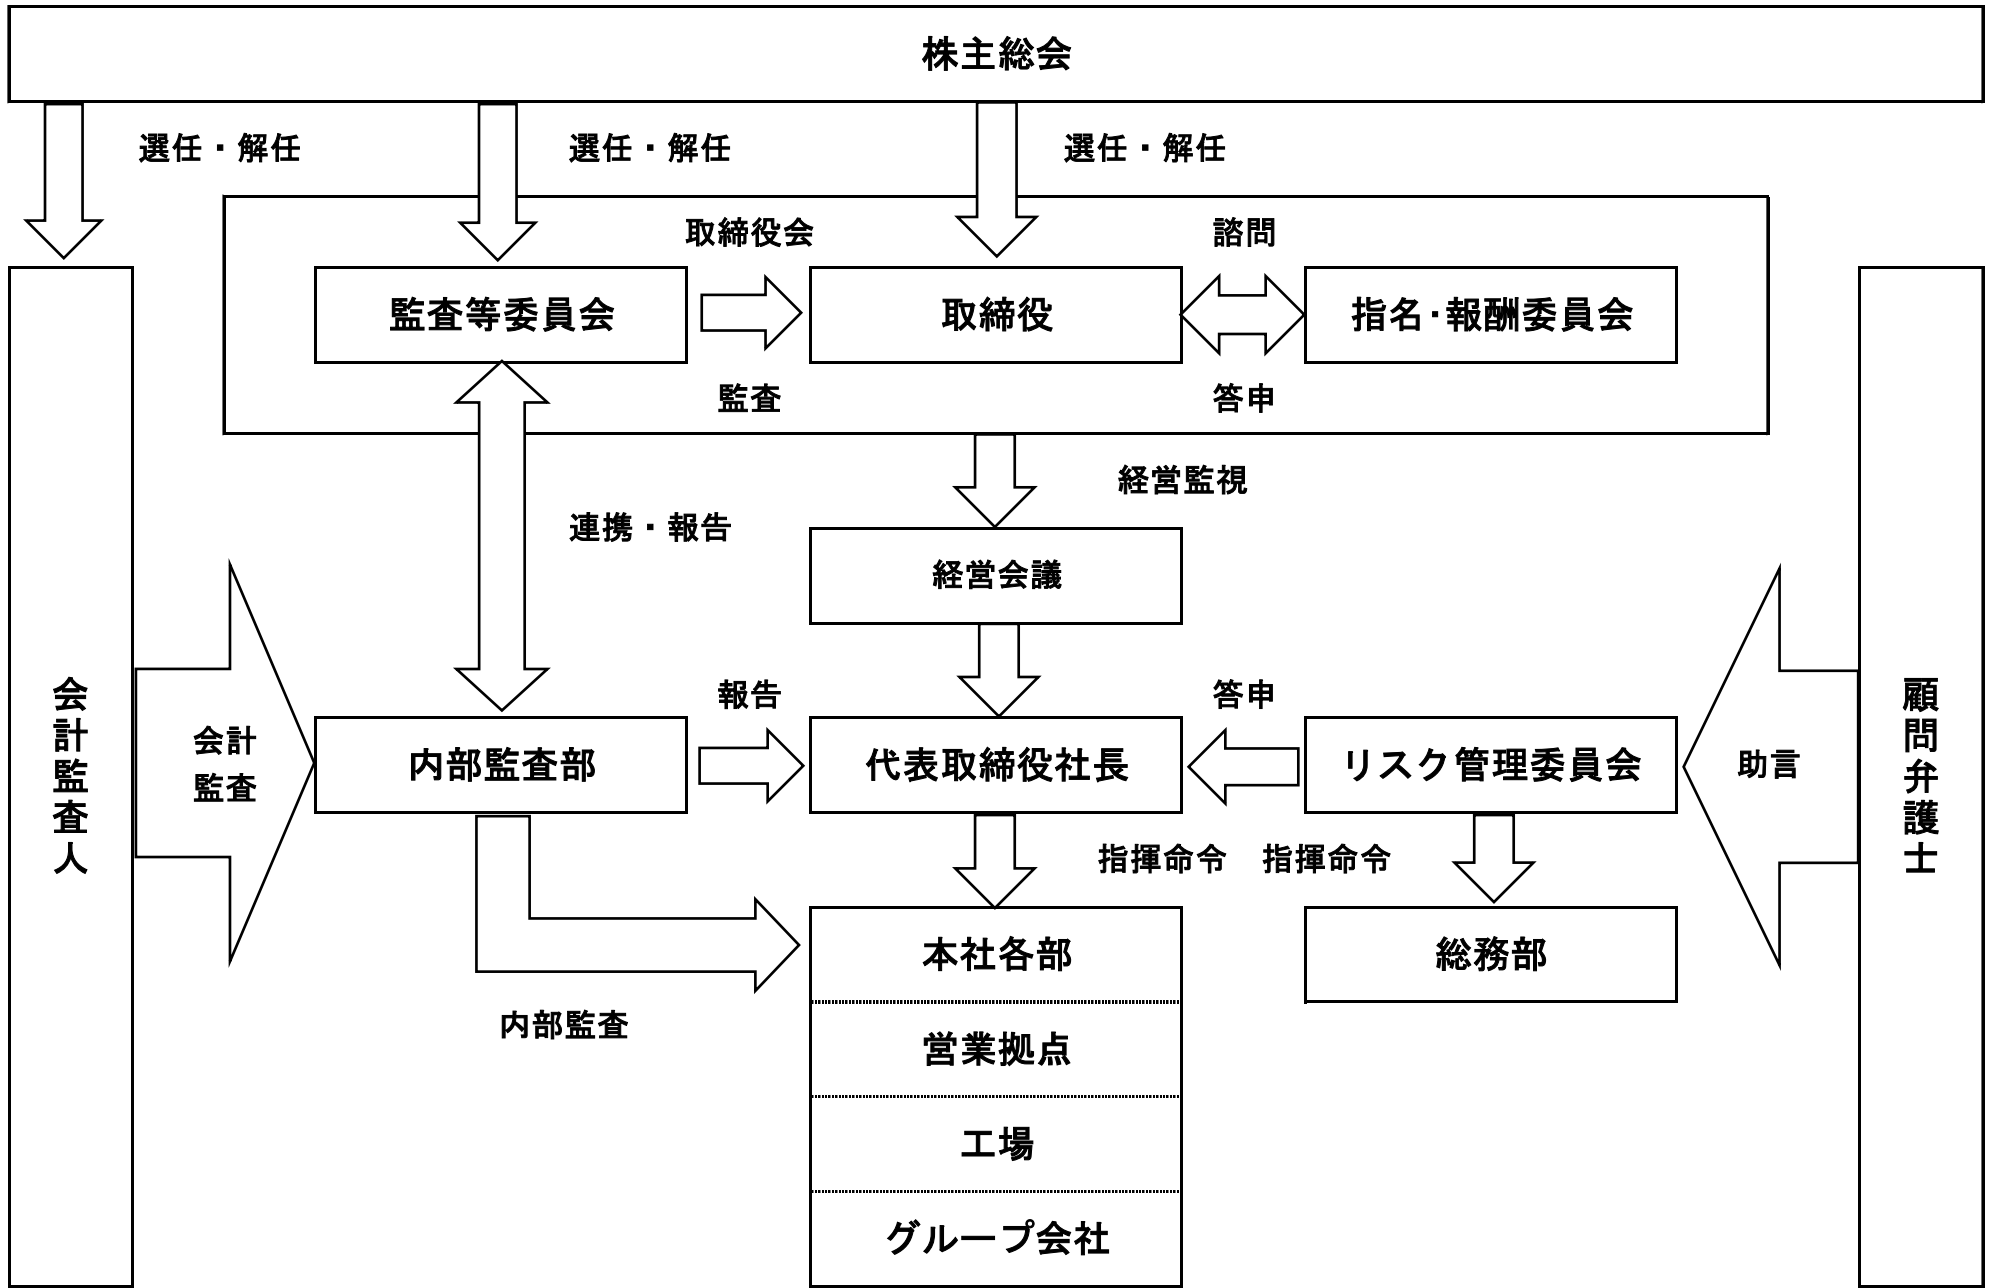 株主総会
選任・解任
選任・解任
選任・解任
取締役会
諮問
監査等委員会
取締役
指名･報酬委員会
監査
答申
経営監視
連携・報告
経営会議
会計監査人
会計
監査
報告
答申
内部監査部
代表取締役社長
リスク管理委員会
助言
顧問弁護士
指揮命令
指揮命令
本社各部
総務部
内部監査
営業拠点
工場
グループ会社